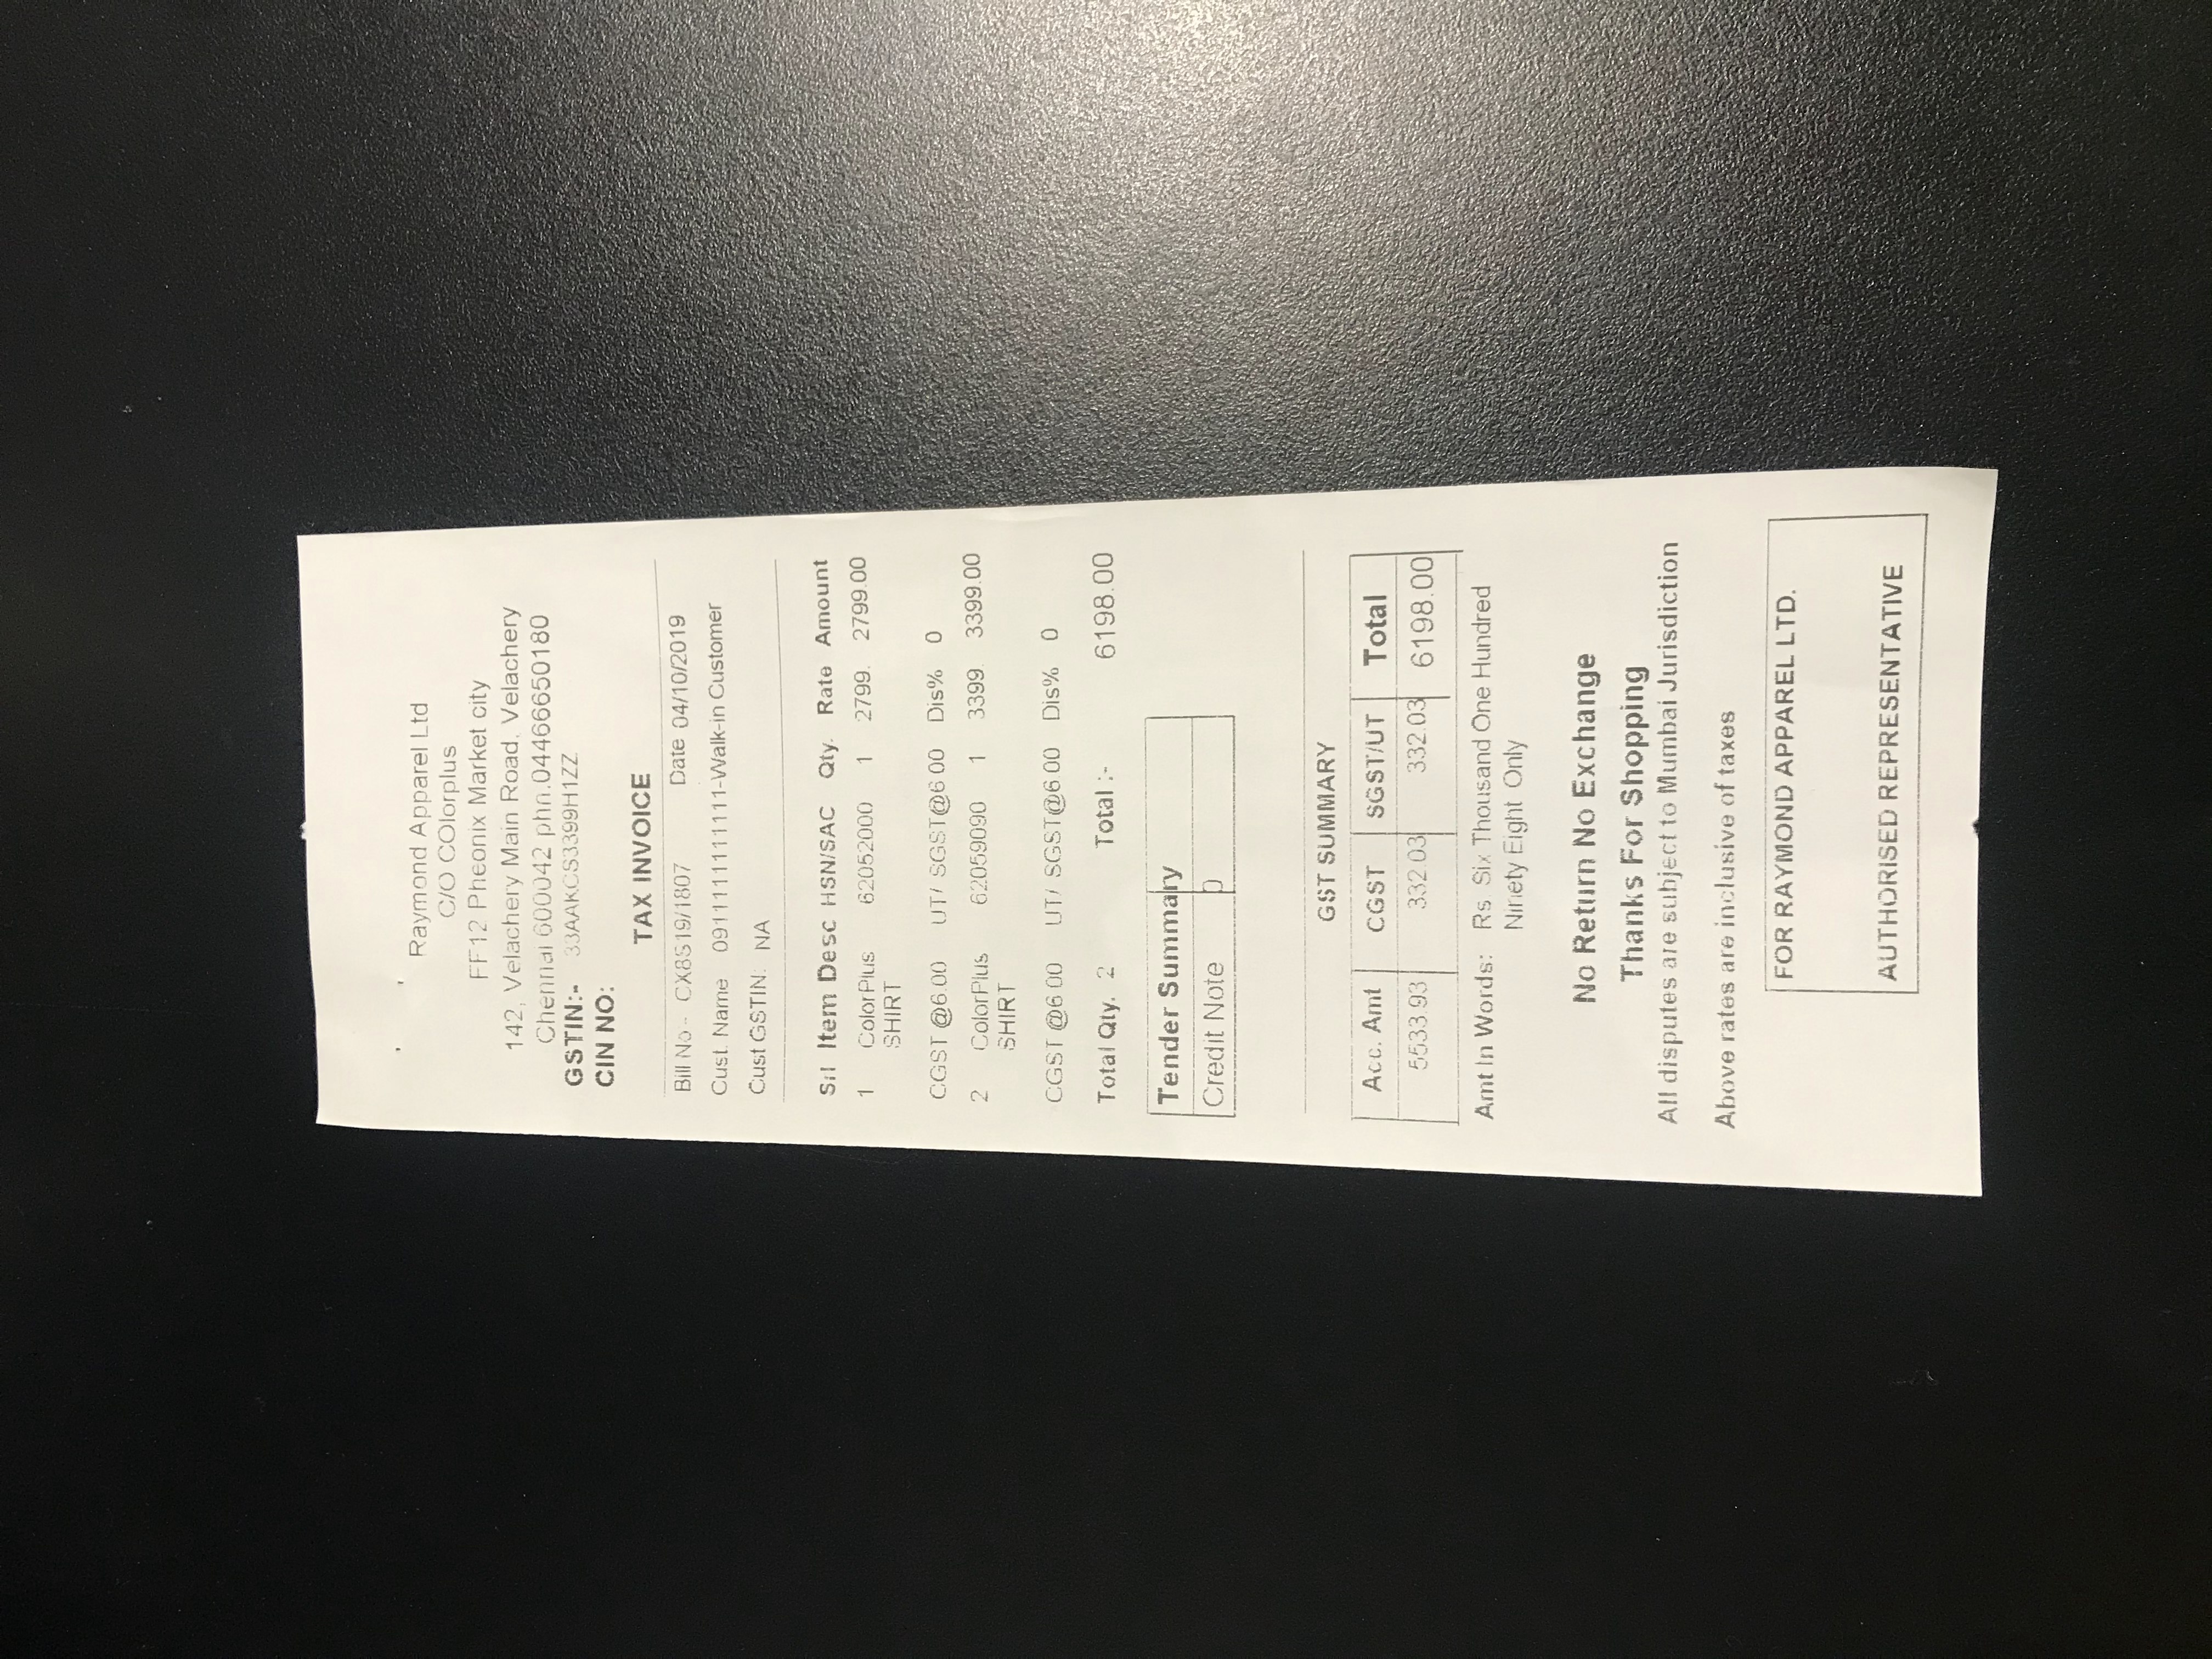 Raymond Apparel Ltd
C/O COlorplus
FF12 Pheonix Market city
142, Velachery Main Road, Velachery
Chennai 600042 phn.04466650180
GSTIN:- 33AAKCS3399H1ZZ
CIN NO:
TAX INVOICE
Bill No - CX8S19/1807 Date 04/10/2019
Cust. Name 0911111111111-Walk-in Customer
Cust GSTIN: NA
Srl Item Desc HSN/SAC Qty. Rate Amount
1 ColorPlus 62052000 1 2799. 2799.00
SHIRT
CGST @6.00 UT/ SGST@6.00 Dis% 0
2 ColorPlus 62059090 1 3399. 3399.00
SHIRT
CGST @6.00 UT/ SGST@6.00 Dis% 0
Total Qty. 2 Total :- 6198.00
Tender Summary
Credit Note 0
GST SUMMARY
Acc. Amt CGST SGST/UT Total
5533.93 332.03 332.03 6198.00
Amt In Words: Rs Six Thousand One Hundred
Ninety Eight Only
No Return No Exchange
Thanks For Shopping
All disputes are subject to Mumbai Jurisdiction
Above rates are inclusive of taxes
FOR RAYMOND APPAREL LTD.
AUTHORISED REPRESENTATIVE